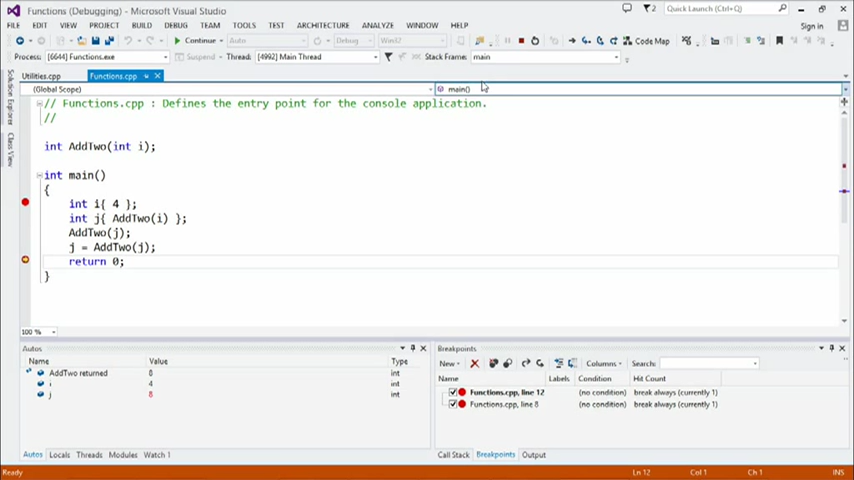 Functions (Debugging) - Microsoft Visual Studio
2
Quick Launch (Ctrl+Q)
FILE EDIT VIEW PROJECT BUILD DEBUG TEAM TOOLS TEST ARCHITECTURE ANALYZE WINDOW HELP
Sign in
Continue Auto Debug Win32 Code Map
Process: [6644] Functions.exe Suspend Thread: [4992] Main Thread Stack Frame: main
Solution Explorer
Class View
Utilities.cpp Functions.cpp
(Global Scope) main()
// Functions.cpp : Defines the entry point for the console application.
//
int AddTwo(int i);
int main()
{
int i{ 4 };
int j{ AddTwo(i) };
AddTwo(j);
j = AddTwo(j);
return 0;
}
100 %
Autos
Name Value Type
AddTwo returned 8 int
i 4 int
j 8 int
Autos Locals Threads Modules Watch 1
Breakpoints
New Columns Search:
Name Labels Condition Hit Count
Functions.cpp, line 12 (no condition) break always (currently 1)
Functions.cpp, line 8 (no condition) break always (currently 1)
Call Stack Breakpoints Output
Ln 12 Col 1 Ch 1 INS